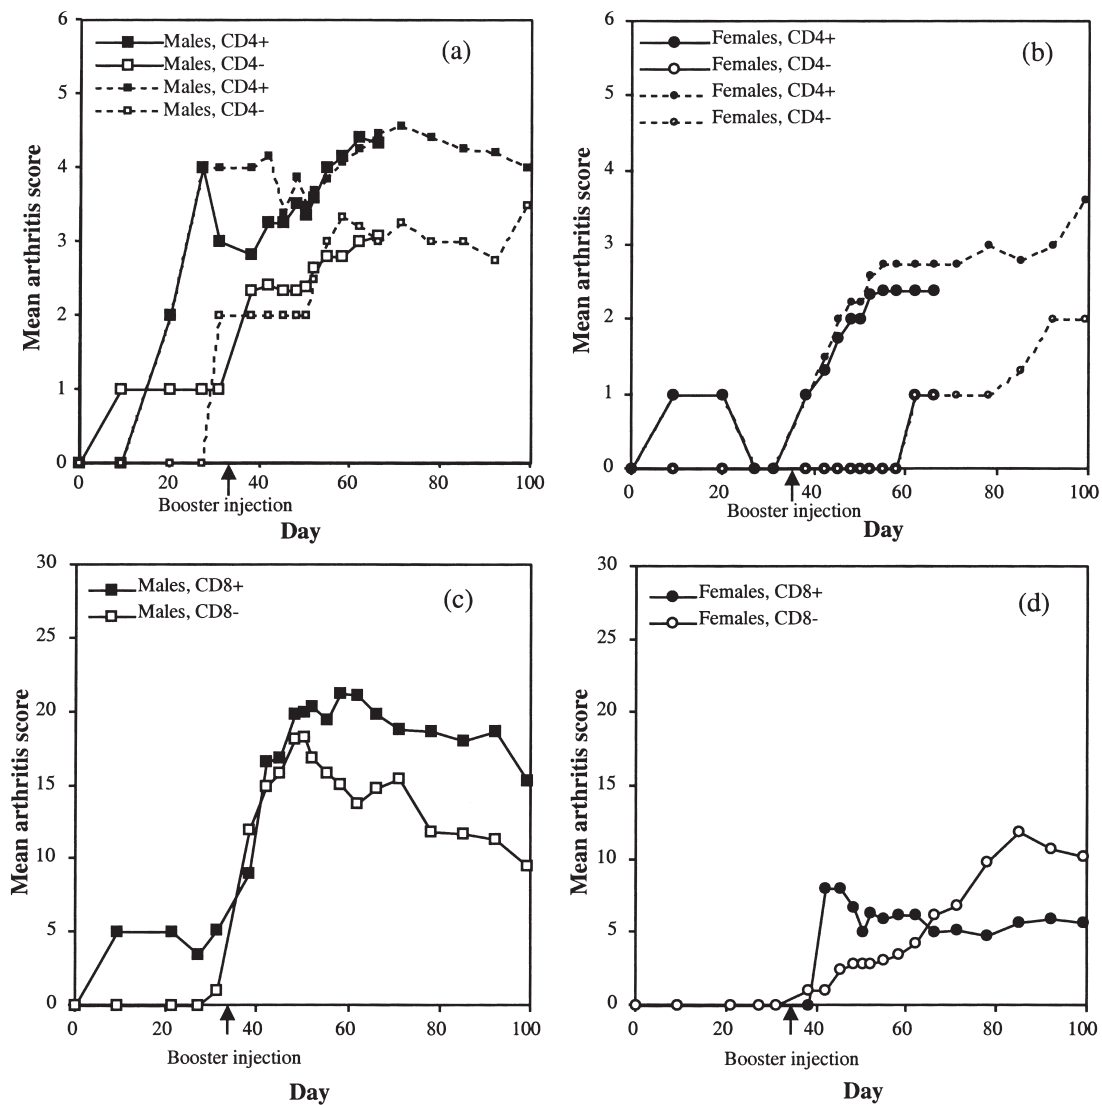 6
5
4
3
2
1
0
Mean arthritis score
Males, CD4+
Males, CD4-
Males, CD4+
Males, CD4-
(a)
0 20 40 60 80 100
Booster injection
Day
6
5
4
3
2
1
0
Mean arthritis score
Females, CD4+
Females, CD4-
Females, CD4+
Females, CD4-
(b)
0 20 40 60 80 100
Booster injection
Day
30
25
20
15
10
5
0
Mean arthritis score
Males, CD8+
Males, CD8-
(c)
0 20 40 60 80 100
Booster injection
Day
30
25
20
15
10
5
0
Mean arthritis score
Females, CD8+
Females, CD8-
(d)
0 20 40 60 80 100
Booster injection
Day